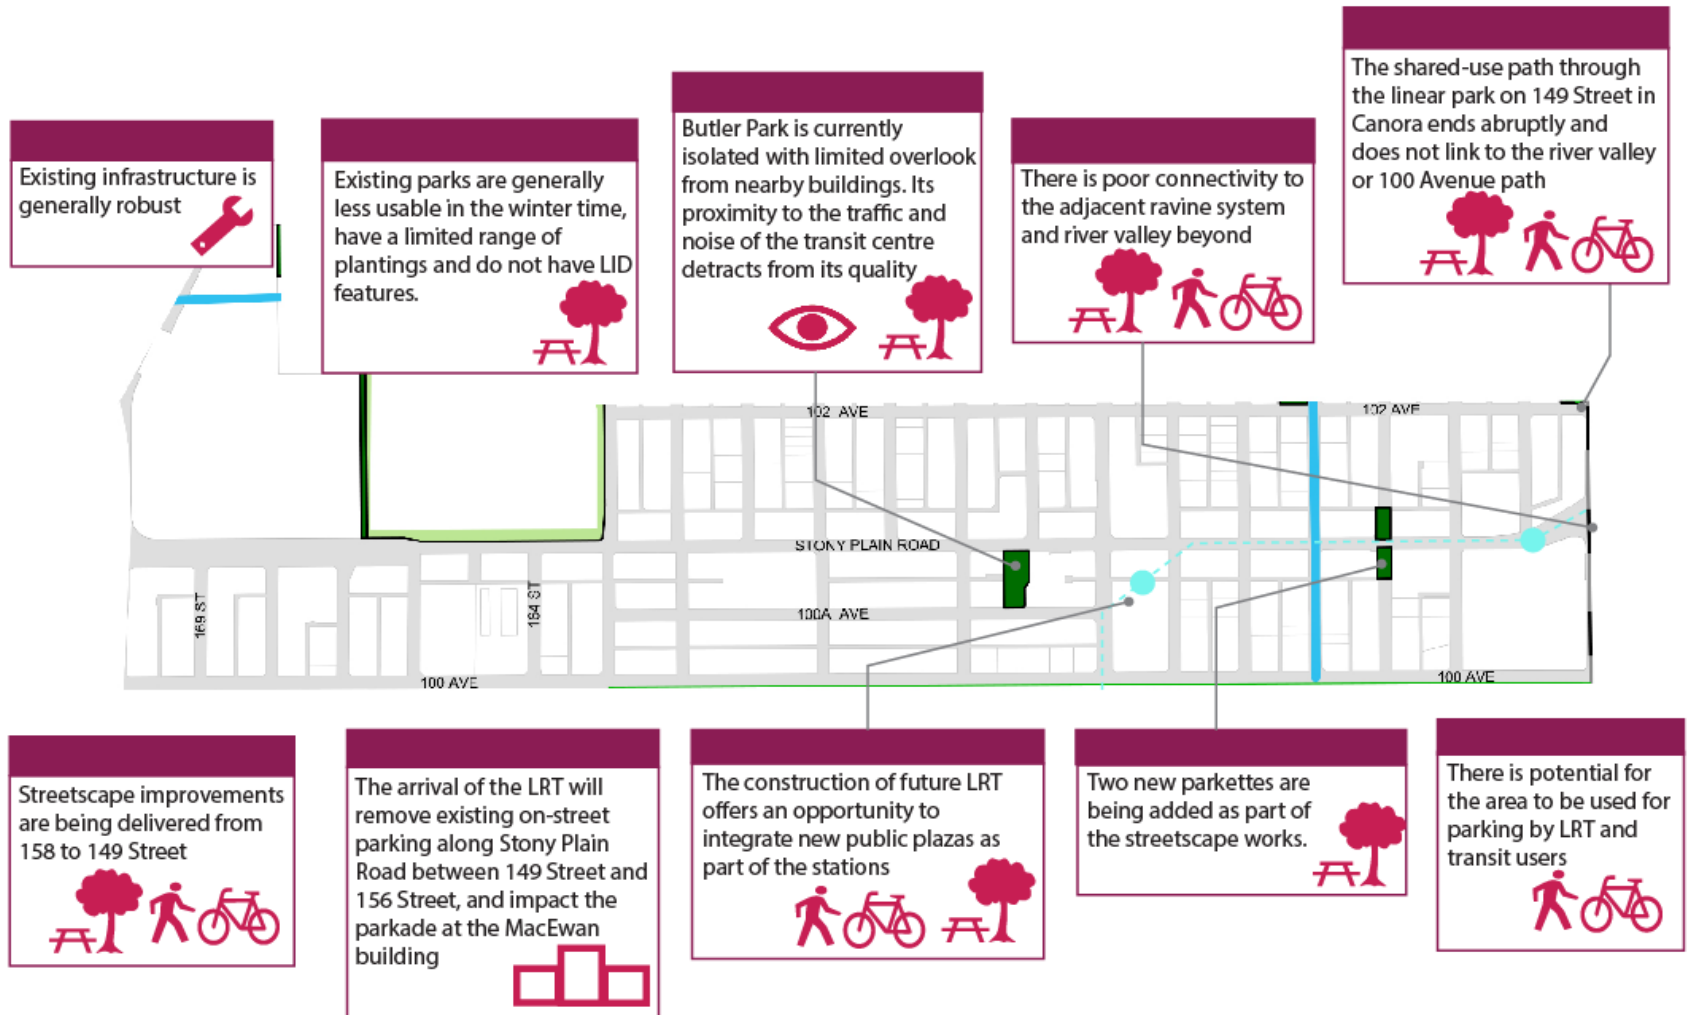 Existing infrastructure is
generally robust
Existing parks are generally
less usable in the winter time,
have a limited range of
plantings and do not have LID
features.
Butler Park is currently
isolated with limited overlook
from nearby buildings. Its
proximity to the traffic and
noise of the transit centre
detracts from its quality
There is poor connectivity to
the adjacent ravine system
and river valley beyond
The shared-use path through
the linear park on 149 Street in
Canora ends abruptly and
does not link to the river valley
or 100 Avenue path
102 AVE
102 AVE
STONY PLAIN ROAD
169 ST
164 ST
100A AVE
100 AVE
100 AVE
Streetscape improvements
are being delivered from
158 to 149 Street
The arrival of the LRT will
remove existing on-street
parking along Stony Plain
Road between 149 Street and
156 Street, and impact the
parkade at the MacEwan
building
The construction of future LRT
offers an opportunity to
integrate new public plazas as
part of the stations
Two new parkettes are
being added as part of
the streetscape works.
There is potential for
the area to be used for
parking by LRT and
transit users